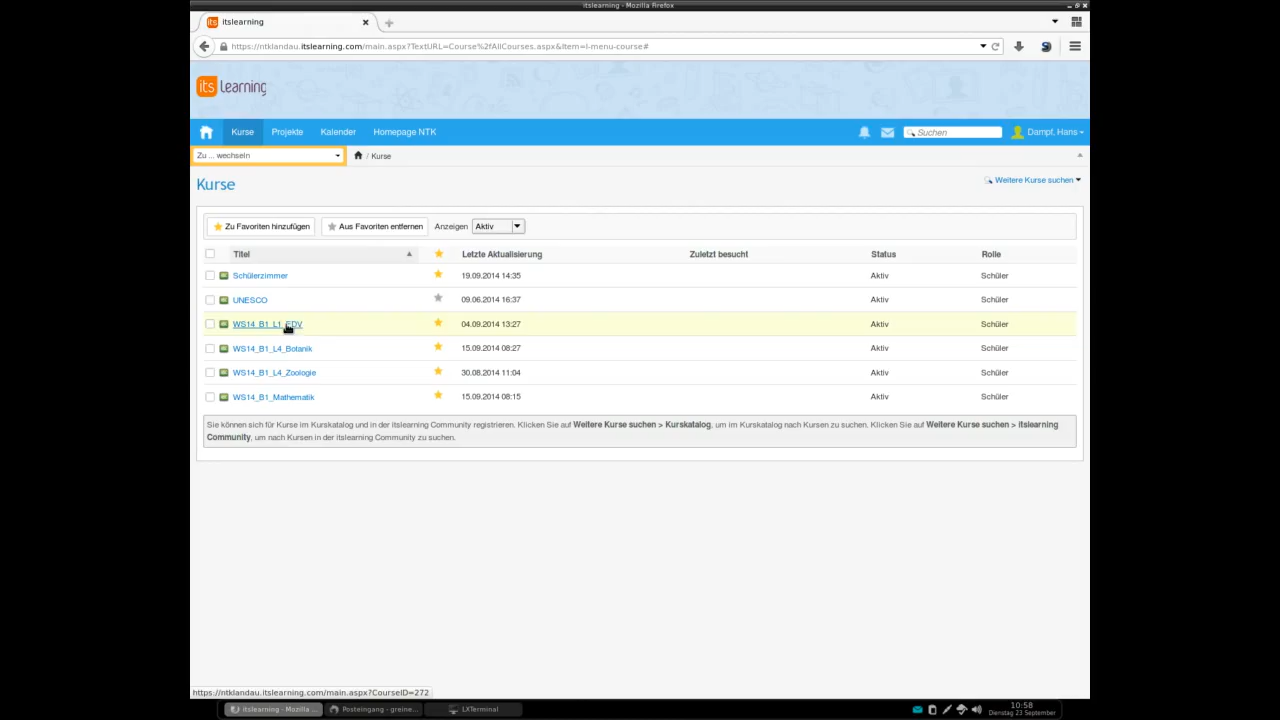 itslearning - Mozilla Firefox
itslearning
https://ntklandau.itslearning.com/main.aspx?TextURL=Course%2fAllCourses.aspx&Item=l-menu-course#
its learning
Kurse Projekte Kalender Homepage NTK Suchen Dampf, Hans
Zu ... wechseln / Kurse
Kurse Weitere Kurse suchen
Zu Favoriten hinzufügen Aus Favoriten entfernen Anzeigen Aktiv
Titel Letzte Aktualisierung Zuletzt besucht Status Rolle
Schülerzimmer 19.09.2014 14:35 Aktiv Schüler
UNESCO 09.06.2014 16:37 Aktiv Schüler
WS14_B1_L1_EDV 04.09.2014 13:27 Aktiv Schüler
WS14_B1_L4_Botanik 15.09.2014 08:27 Aktiv Schüler
WS14_B1_L4_Zoologie 30.08.2014 11:04 Aktiv Schüler
WS14_B1_Mathematik 15.09.2014 08:15 Aktiv Schüler
Sie können sich für Kurse im Kurskatalog und in der itslearning Community registrieren. Klicken Sie auf Weitere Kurse suchen > Kurskatalog, um im Kurskatalog nach Kursen zu suchen. Klicken Sie auf Weitere Kurse suchen > itslearning
Community, um nach Kursen in der itslearning Community zu suchen.
https://ntklandau.itslearning.com/main.aspx?CourseID=272
itslearning - Mozilla ... Posteingang - greine... LXTerminal 10:58
Dienstag 23 September